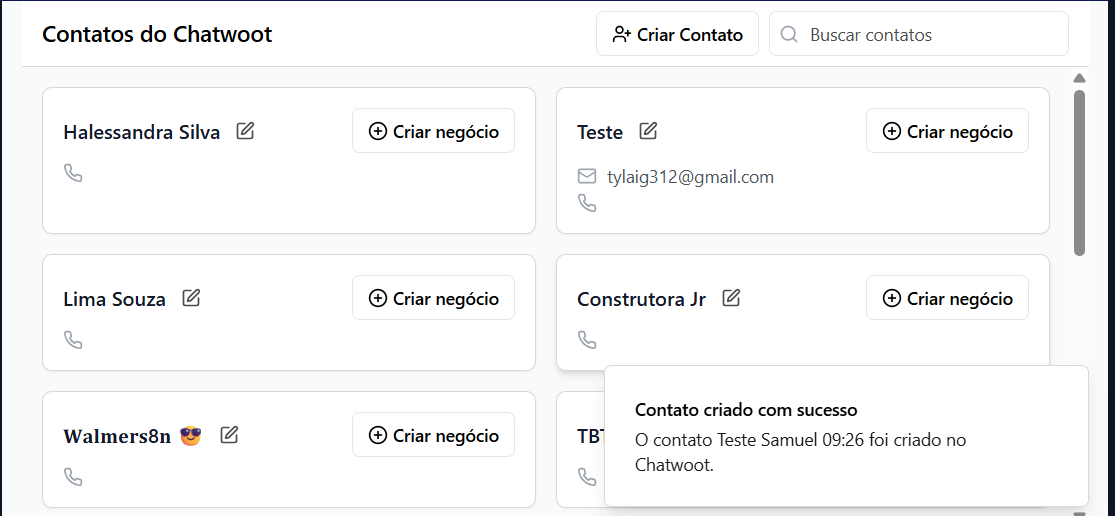 Contatos do Chatwoot
Criar Contato
Buscar contatos
Halessandra Silva
Criar negócio
Teste
Criar negócio
tylaig312@gmail.com
Lima Souza
Criar negócio
Construtora Jr
Criar negócio
Walmers8n 😎
Criar negócio
Contato criado com sucesso
O contato Teste Samuel 09:26 foi criado no
Chatwoot.